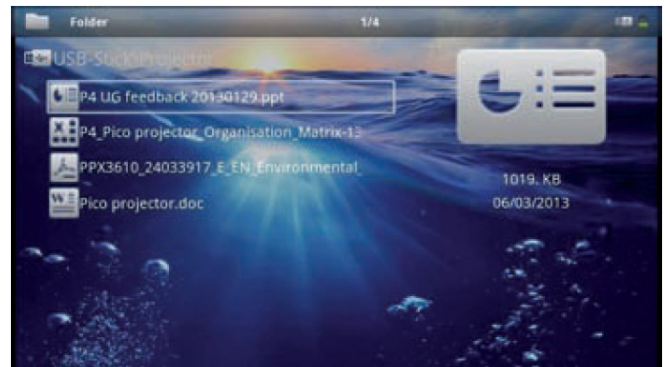 Folder 1/4
USB-Stick\Projector
P4 UG feedback 20130129.ppt
P4_Pico projector_Organisation_Matrix-13
PPX3610_24033917_E_EN_Environmental_
Pico projector.doc
1019. KB
06/03/2013